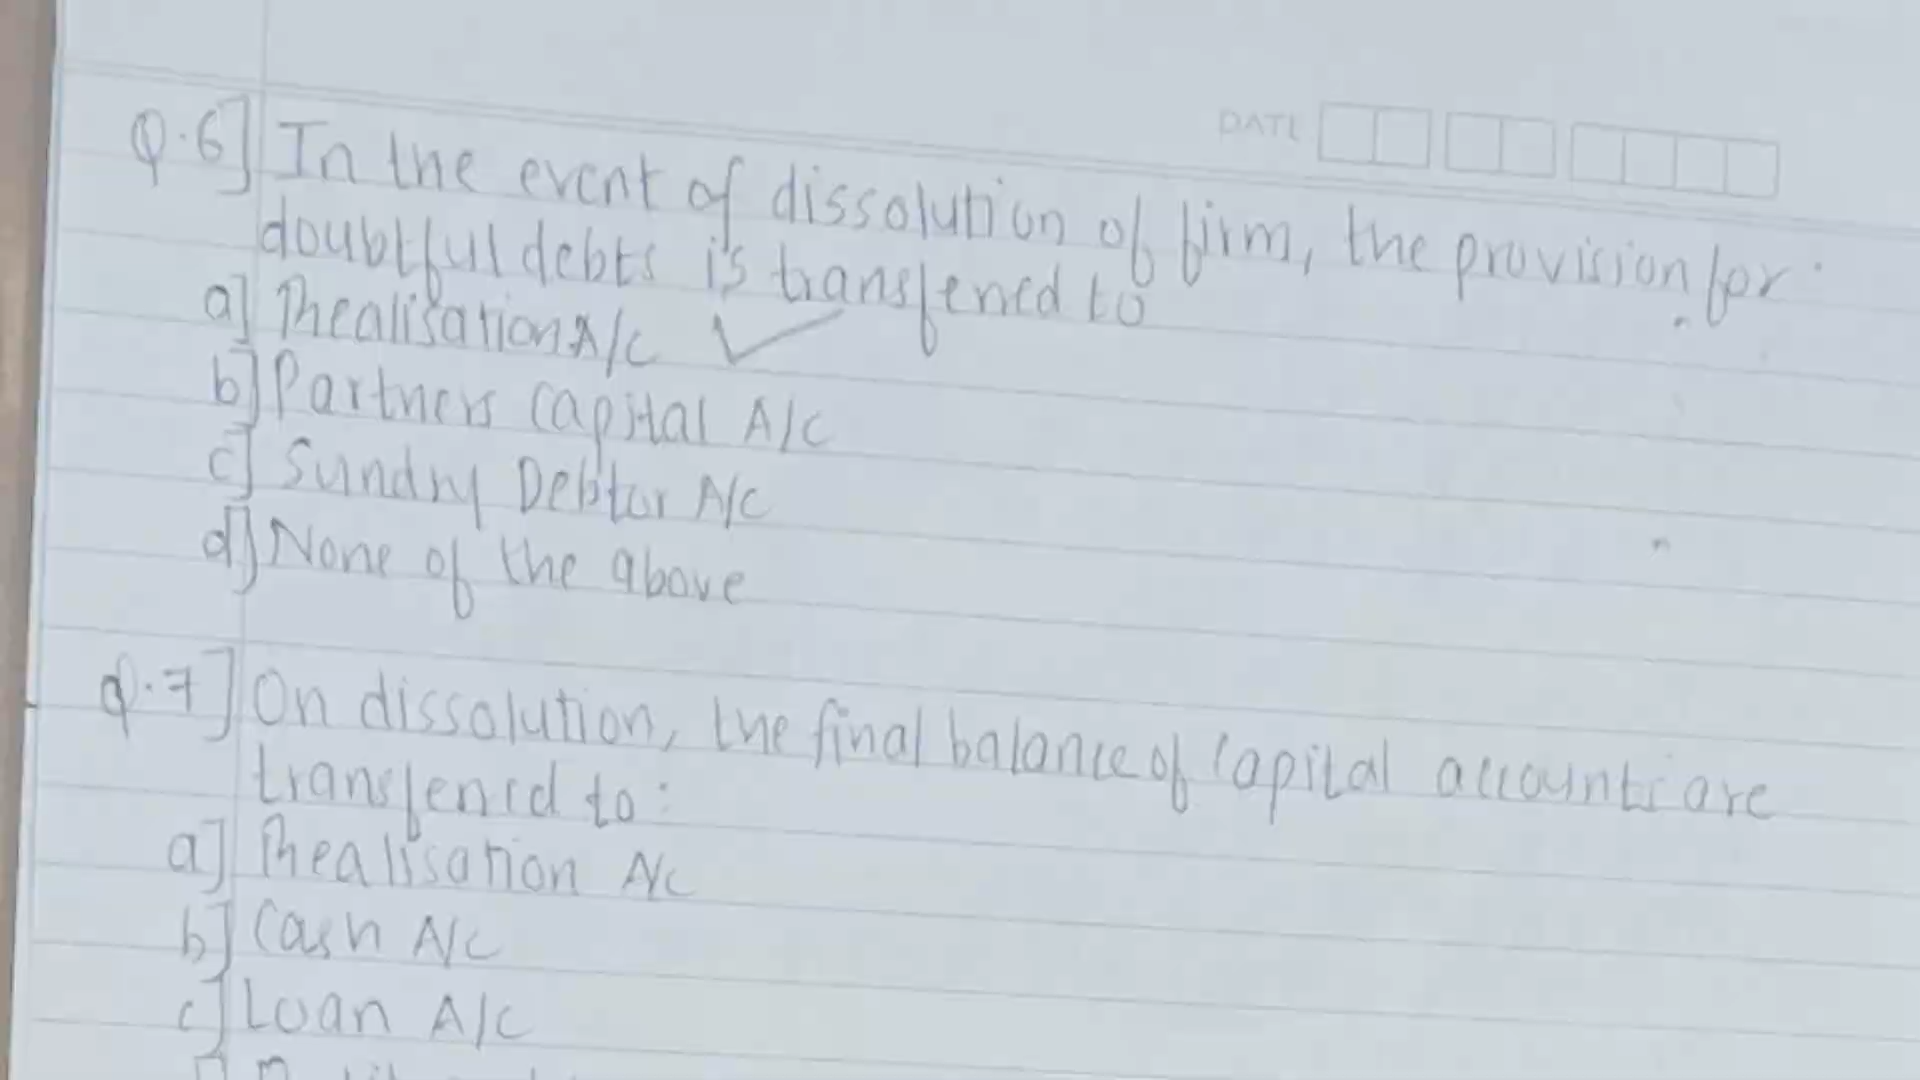 DATE
Q.6] In the event of dissolution of firm, the provision for
doubtful debts is transferred to
a] Realisation A/C ✓
b] Partners Capital A/C
c] Sundry Debtor A/C
d] None of the above
Q.7] On dissolution, the final balance of Capital accounts are
transferred to:
a] Realisation A/C
b] Cash A/C
c] Loan A/C